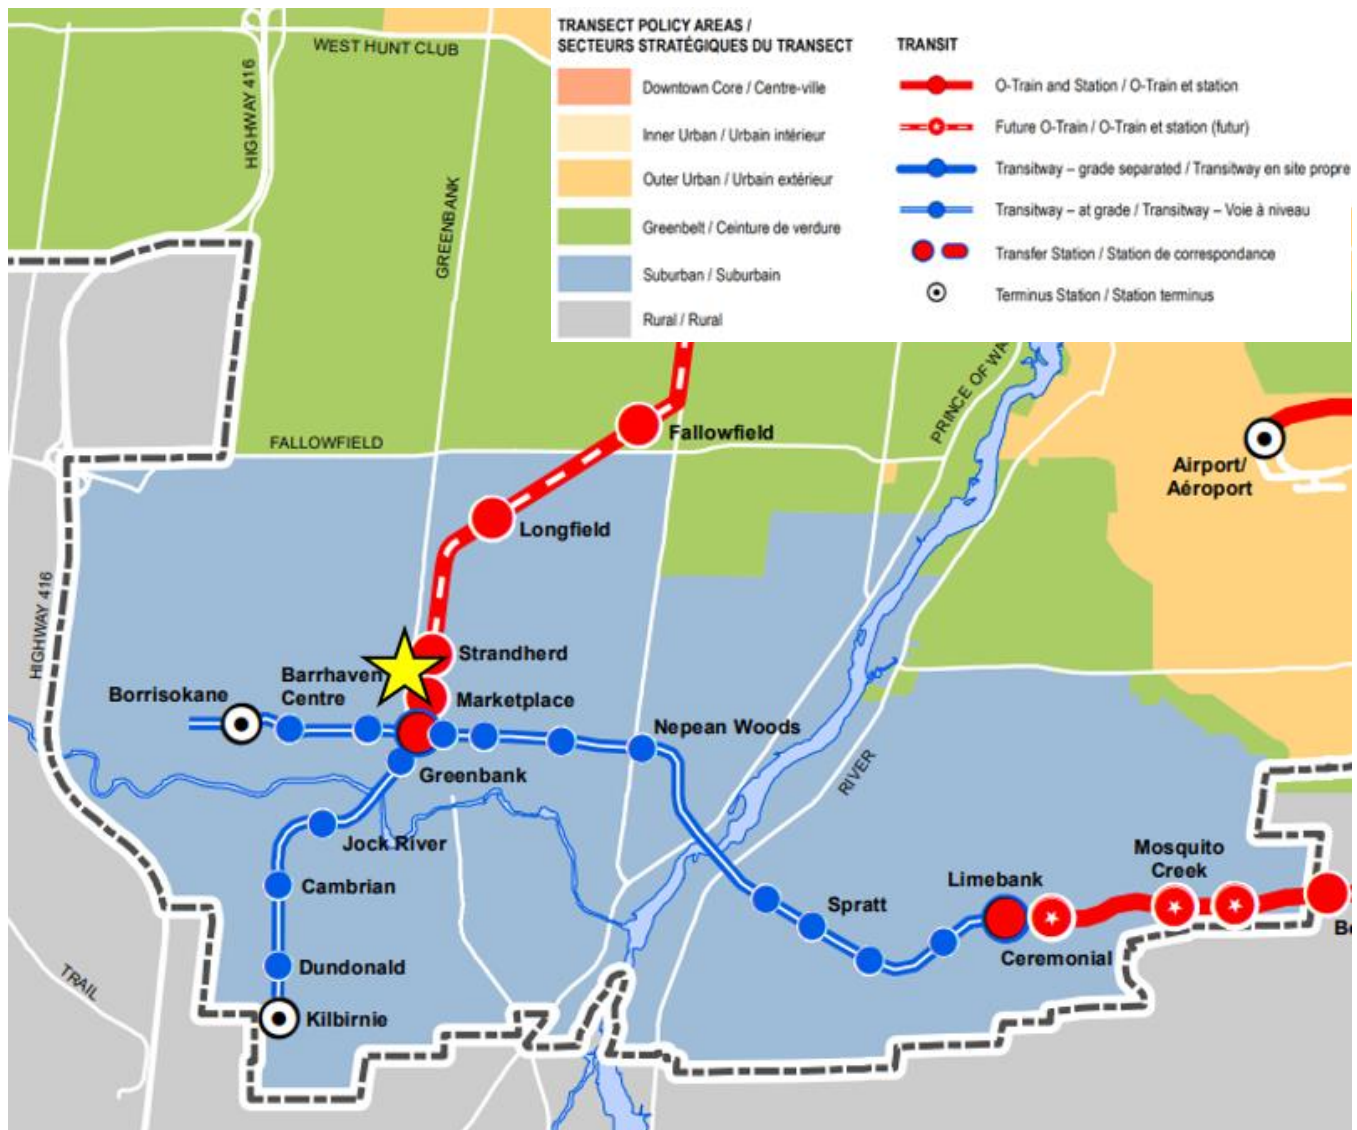 TRANSECT POLICY AREAS /
SECTEURS STRATÉGIQUES DU TRANSECT
Downtown Core / Centre-ville
Inner Urban / Urbain intérieur
Outer Urban / Urbain extérieur
Greenbelt / Ceinture de verdure
Suburban / Suburbain
Rural / Rural
TRANSIT
O-Train and Station / O-Train et station
Future O-Train / O-Train et station (futur)
Transitway – grade separated / Transitway en site propre
Transitway – at grade / Transitway – Voie à niveau
Transfer Station / Station de correspondance
Terminus Station / Station terminus
WEST HUNT CLUB
HIGHWAY 416
GREENBANK
PRINCE OF
FALLOWFIELD
Fallowfield
Airport/
Aéroport
Longfield
HIGHWAY 416
Strandherd
Barrhaven
Centre
Marketplace
Borrisokane
Nepean Woods
Greenbank
RIVER
Jock River
Mosquito
Creek
Limebank
Cambrian
Spratt
Ceremonial
Dundonald
TRAIL
Kilbirnie